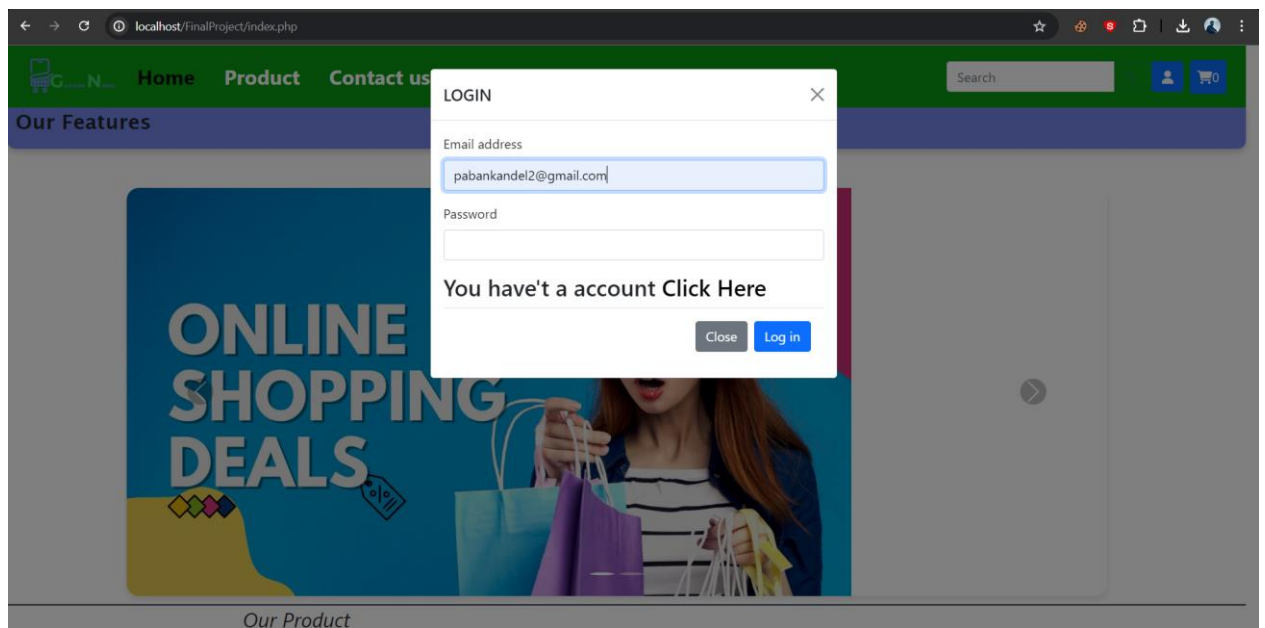 localhost/FinalProject/index.php
G......N... Home Product Contact us
Search
0
Our Features
LOGIN
Email address
pabankandel2@gmail.com
Password
You have't a account Click Here
Close Log in
ONLINE
SHOPPING
DEALS
Our Product